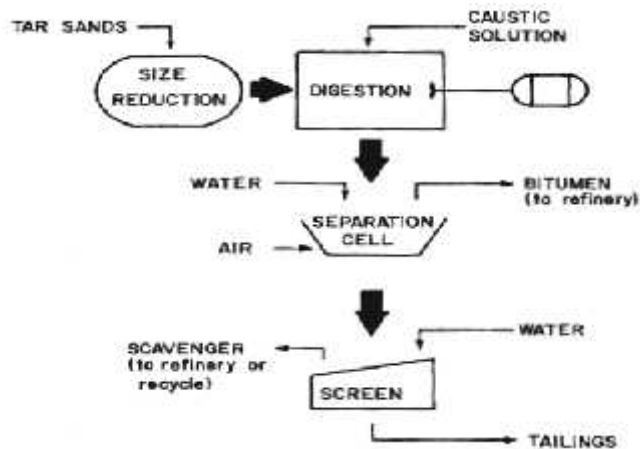 TAR SANDS
CAUSTIC
SOLUTION
SIZE
REDUCTION
DIGESTION
WATER
BITUMEN
(to refinery)
SEPARATION
CELL
AIR
WATER
SCAVENGER
(to refinery or
recycle)
SCREEN
TAILINGS